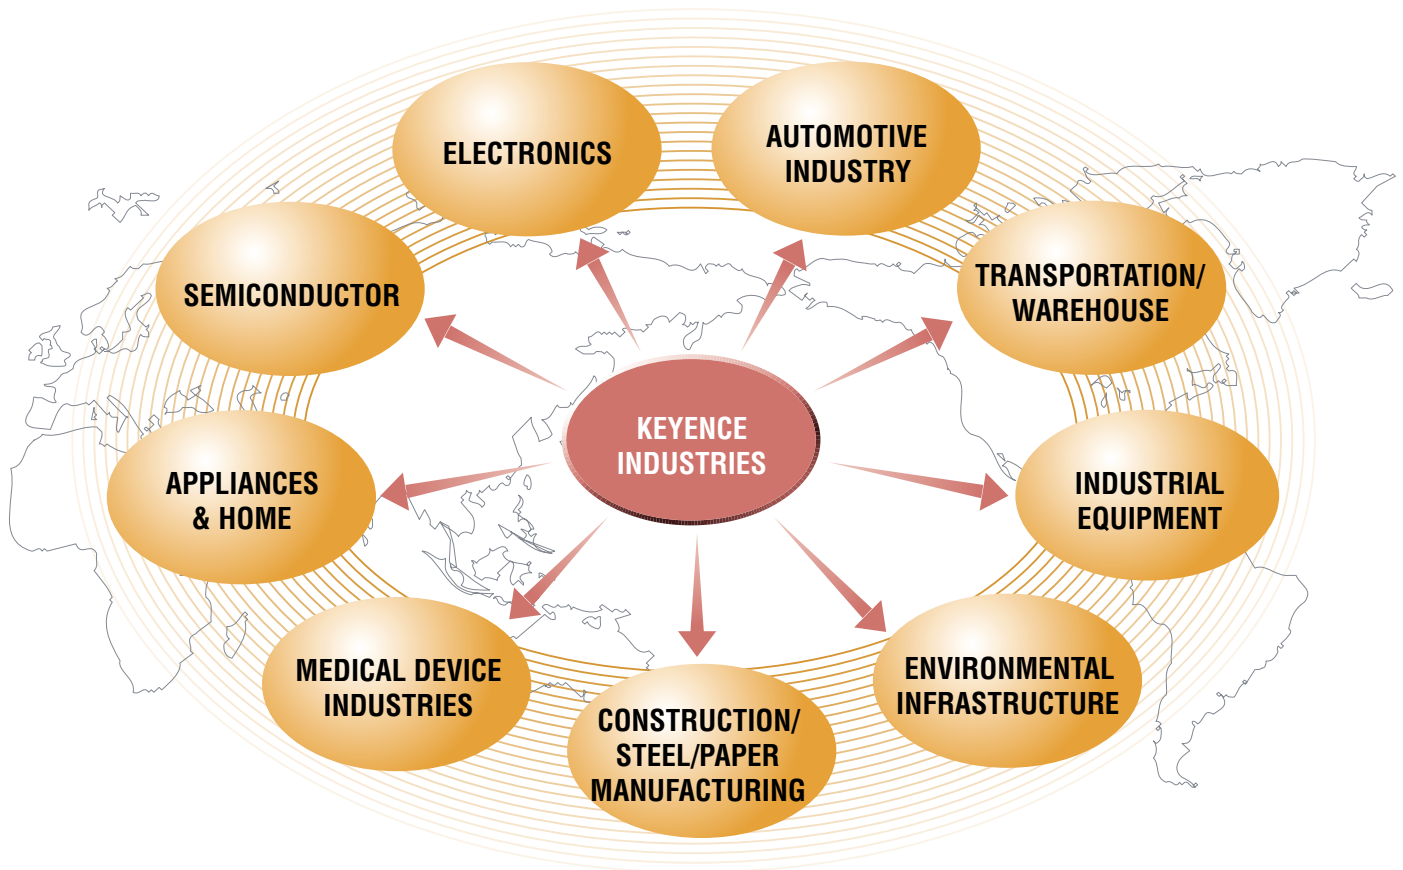 ELECTRONICS
AUTOMOTIVE
INDUSTRY
SEMICONDUCTOR
TRANSPORTATION/
WAREHOUSE
KEYENCE
INDUSTRIES
APPLIANCES
& HOME
INDUSTRIAL
EQUIPMENT
MEDICAL DEVICE
INDUSTRIES
ENVIRONMENTAL
INFRASTRUCTURE
CONSTRUCTION/
STEEL/PAPER
MANUFACTURING